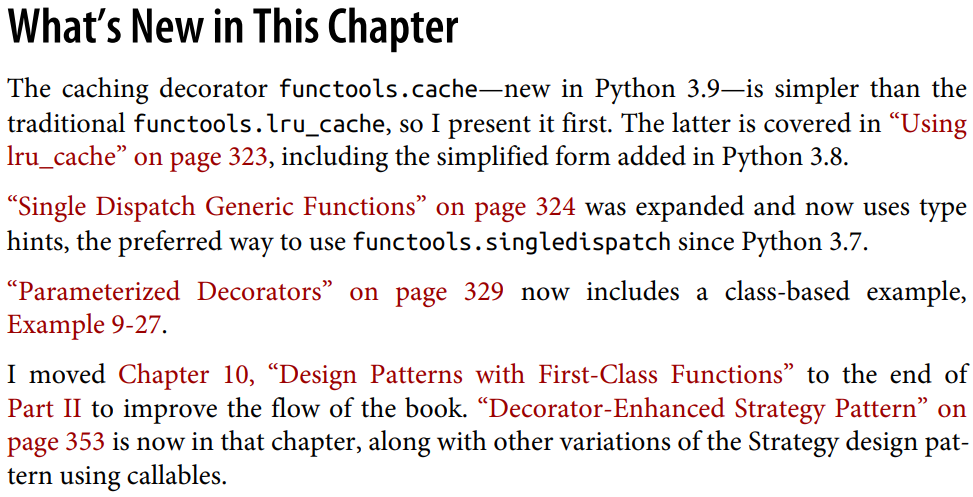 What’s New in This Chapter
The caching decorator functools.cache—new in Python 3.9—is simpler than the
traditional functools.lru_cache, so I present it first. The latter is covered in “Using
lru_cache” on page 323, including the simplified form added in Python 3.8.
“Single Dispatch Generic Functions” on page 324 was expanded and now uses type
hints, the preferred way to use functools.singledispatch since Python 3.7.
“Parameterized Decorators” on page 329 now includes a class-based example,
Example 9-27.
I moved Chapter 10, “Design Patterns with First-Class Functions” to the end of
Part II to improve the flow of the book. “Decorator-Enhanced Strategy Pattern” on
page 353 is now in that chapter, along with other variations of the Strategy design pat-
tern using callables.